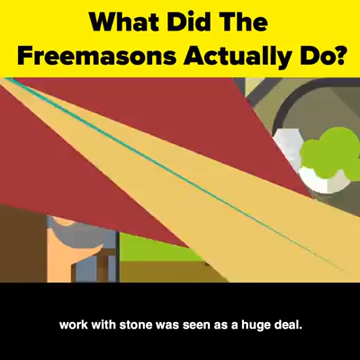 What Did The
Freemasons Actually Do?
work with stone was seen as a huge deal.